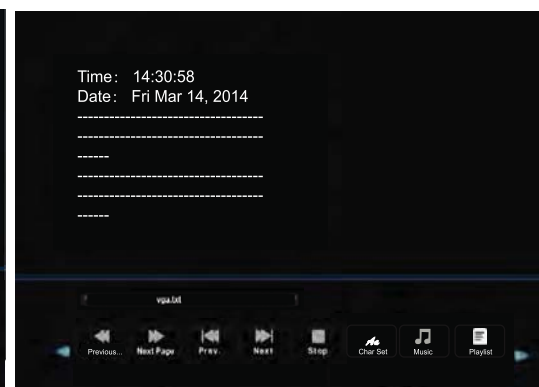 Time: 14:30:58
Date: Fri Mar 14, 2014
-----------------------------------
-----------------------------------
------
-----------------------------------
-----------------------------------
------
vga.txt
Previous... Next Page Prev. Next Stop Char Set Music Playlist